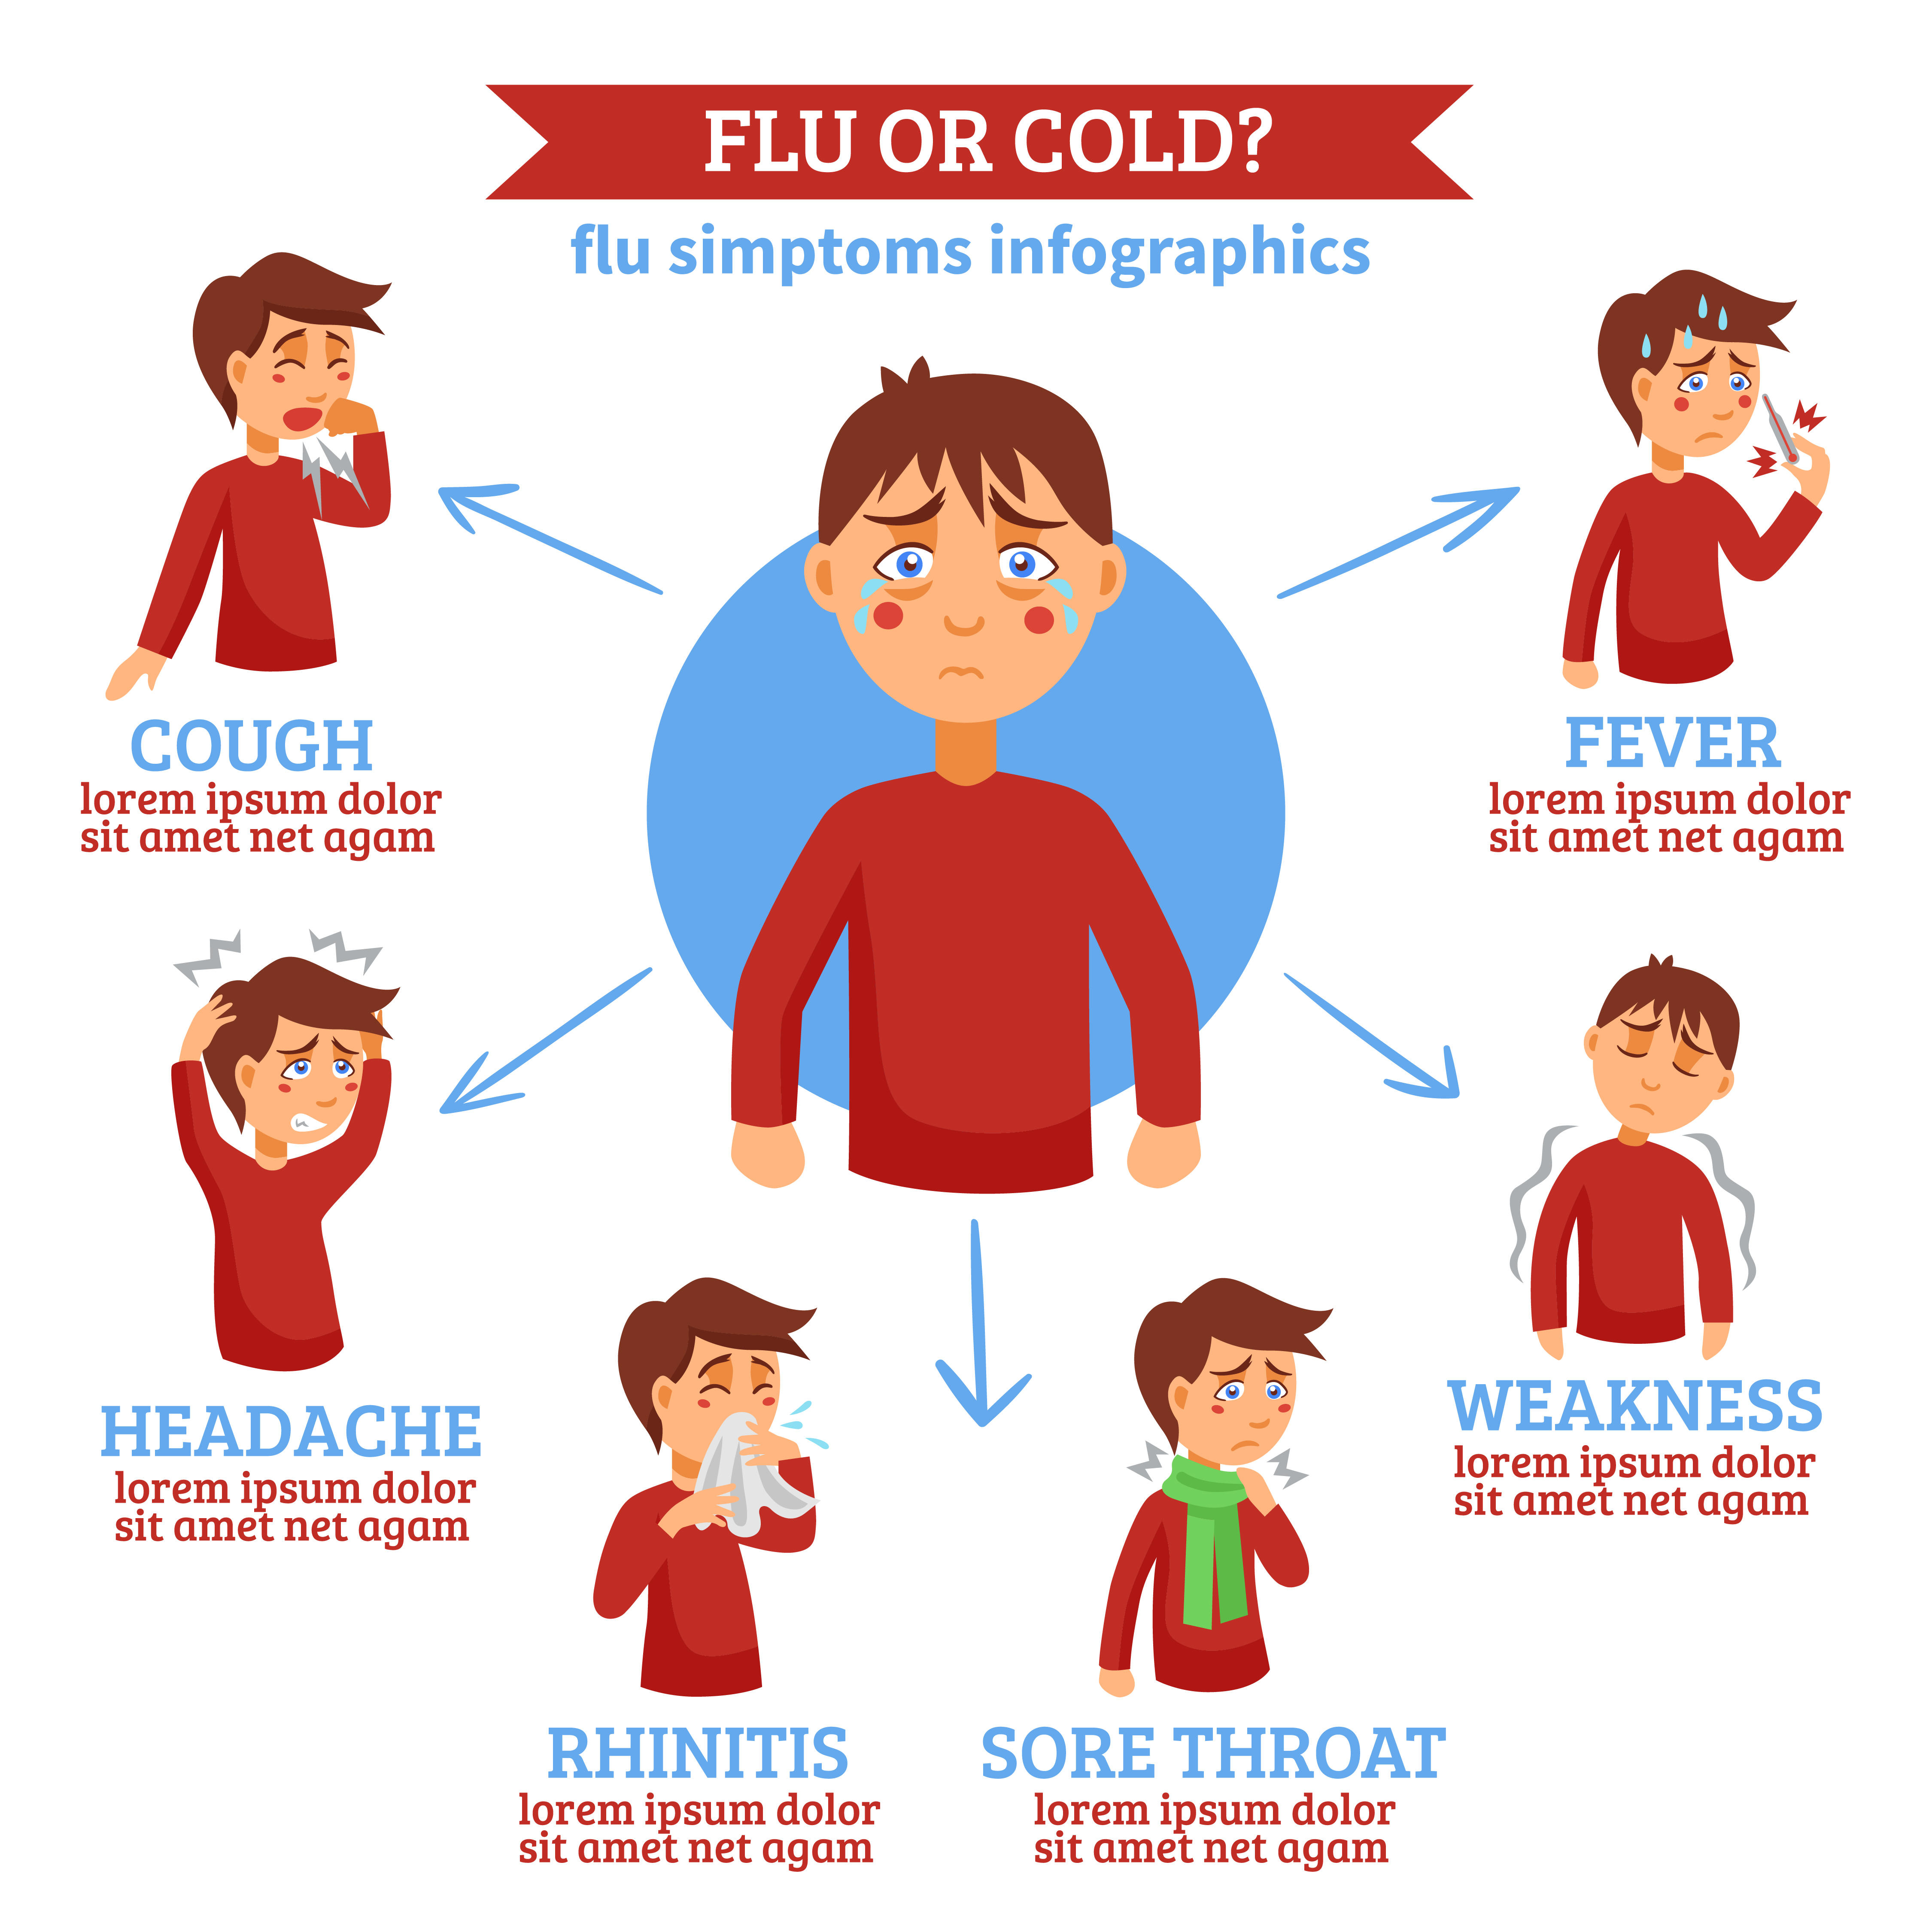 FLU OR COLD?
flu simptoms infographics
COUGH
lorem ipsum dolor
sit amet net agam
FEVER
lorem ipsum dolor
sit amet net agam
HEADACHE
lorem ipsum dolor
sit amet net agam
WEAKNESS
lorem ipsum dolor
sit amet net agam
RHINITIS
lorem ipsum dolor
sit amet net agam
SORE THROAT
lorem ipsum dolor
sit amet net agam